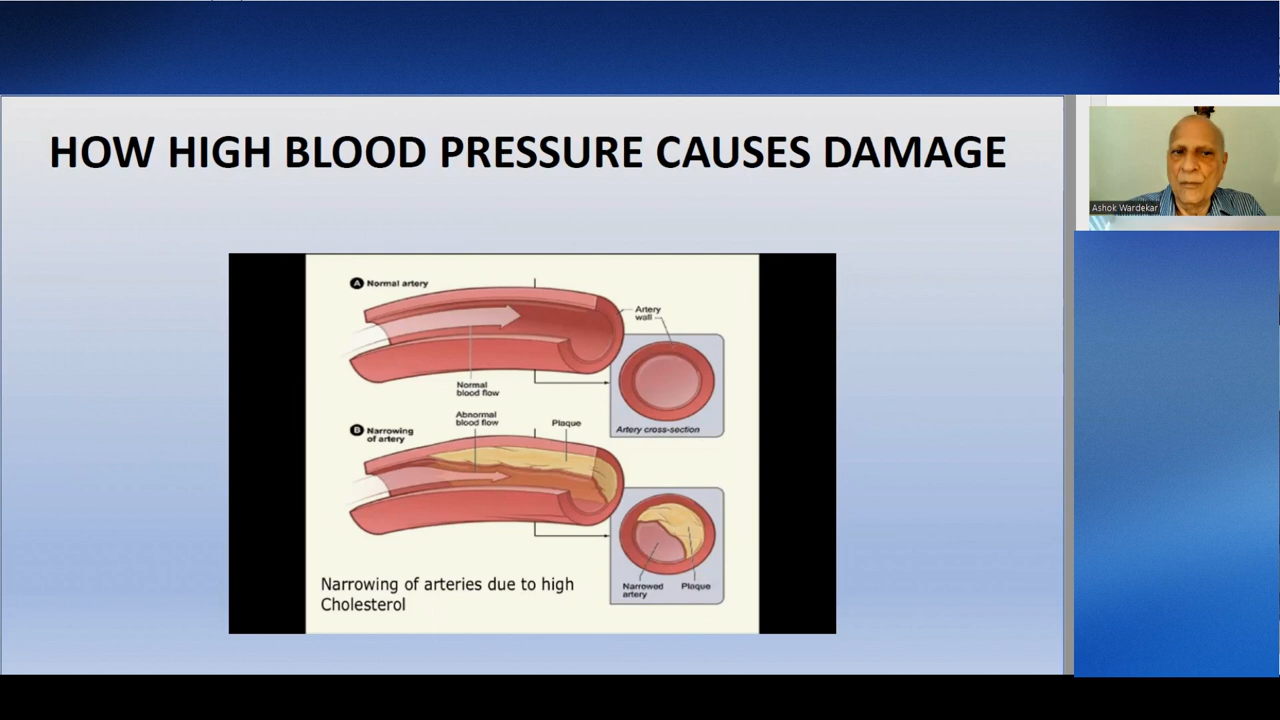 HOW HIGH BLOOD PRESSURE CAUSES DAMAGE
A Normal artery
Artery
wall
Normal
blood flow
Artery cross-section
Abnormal
blood flow
Plaque
B Narrowing
of artery
Narrowed
artery
Plaque
Narrowing of arteries due to high
Cholesterol
Ashok Wardekar